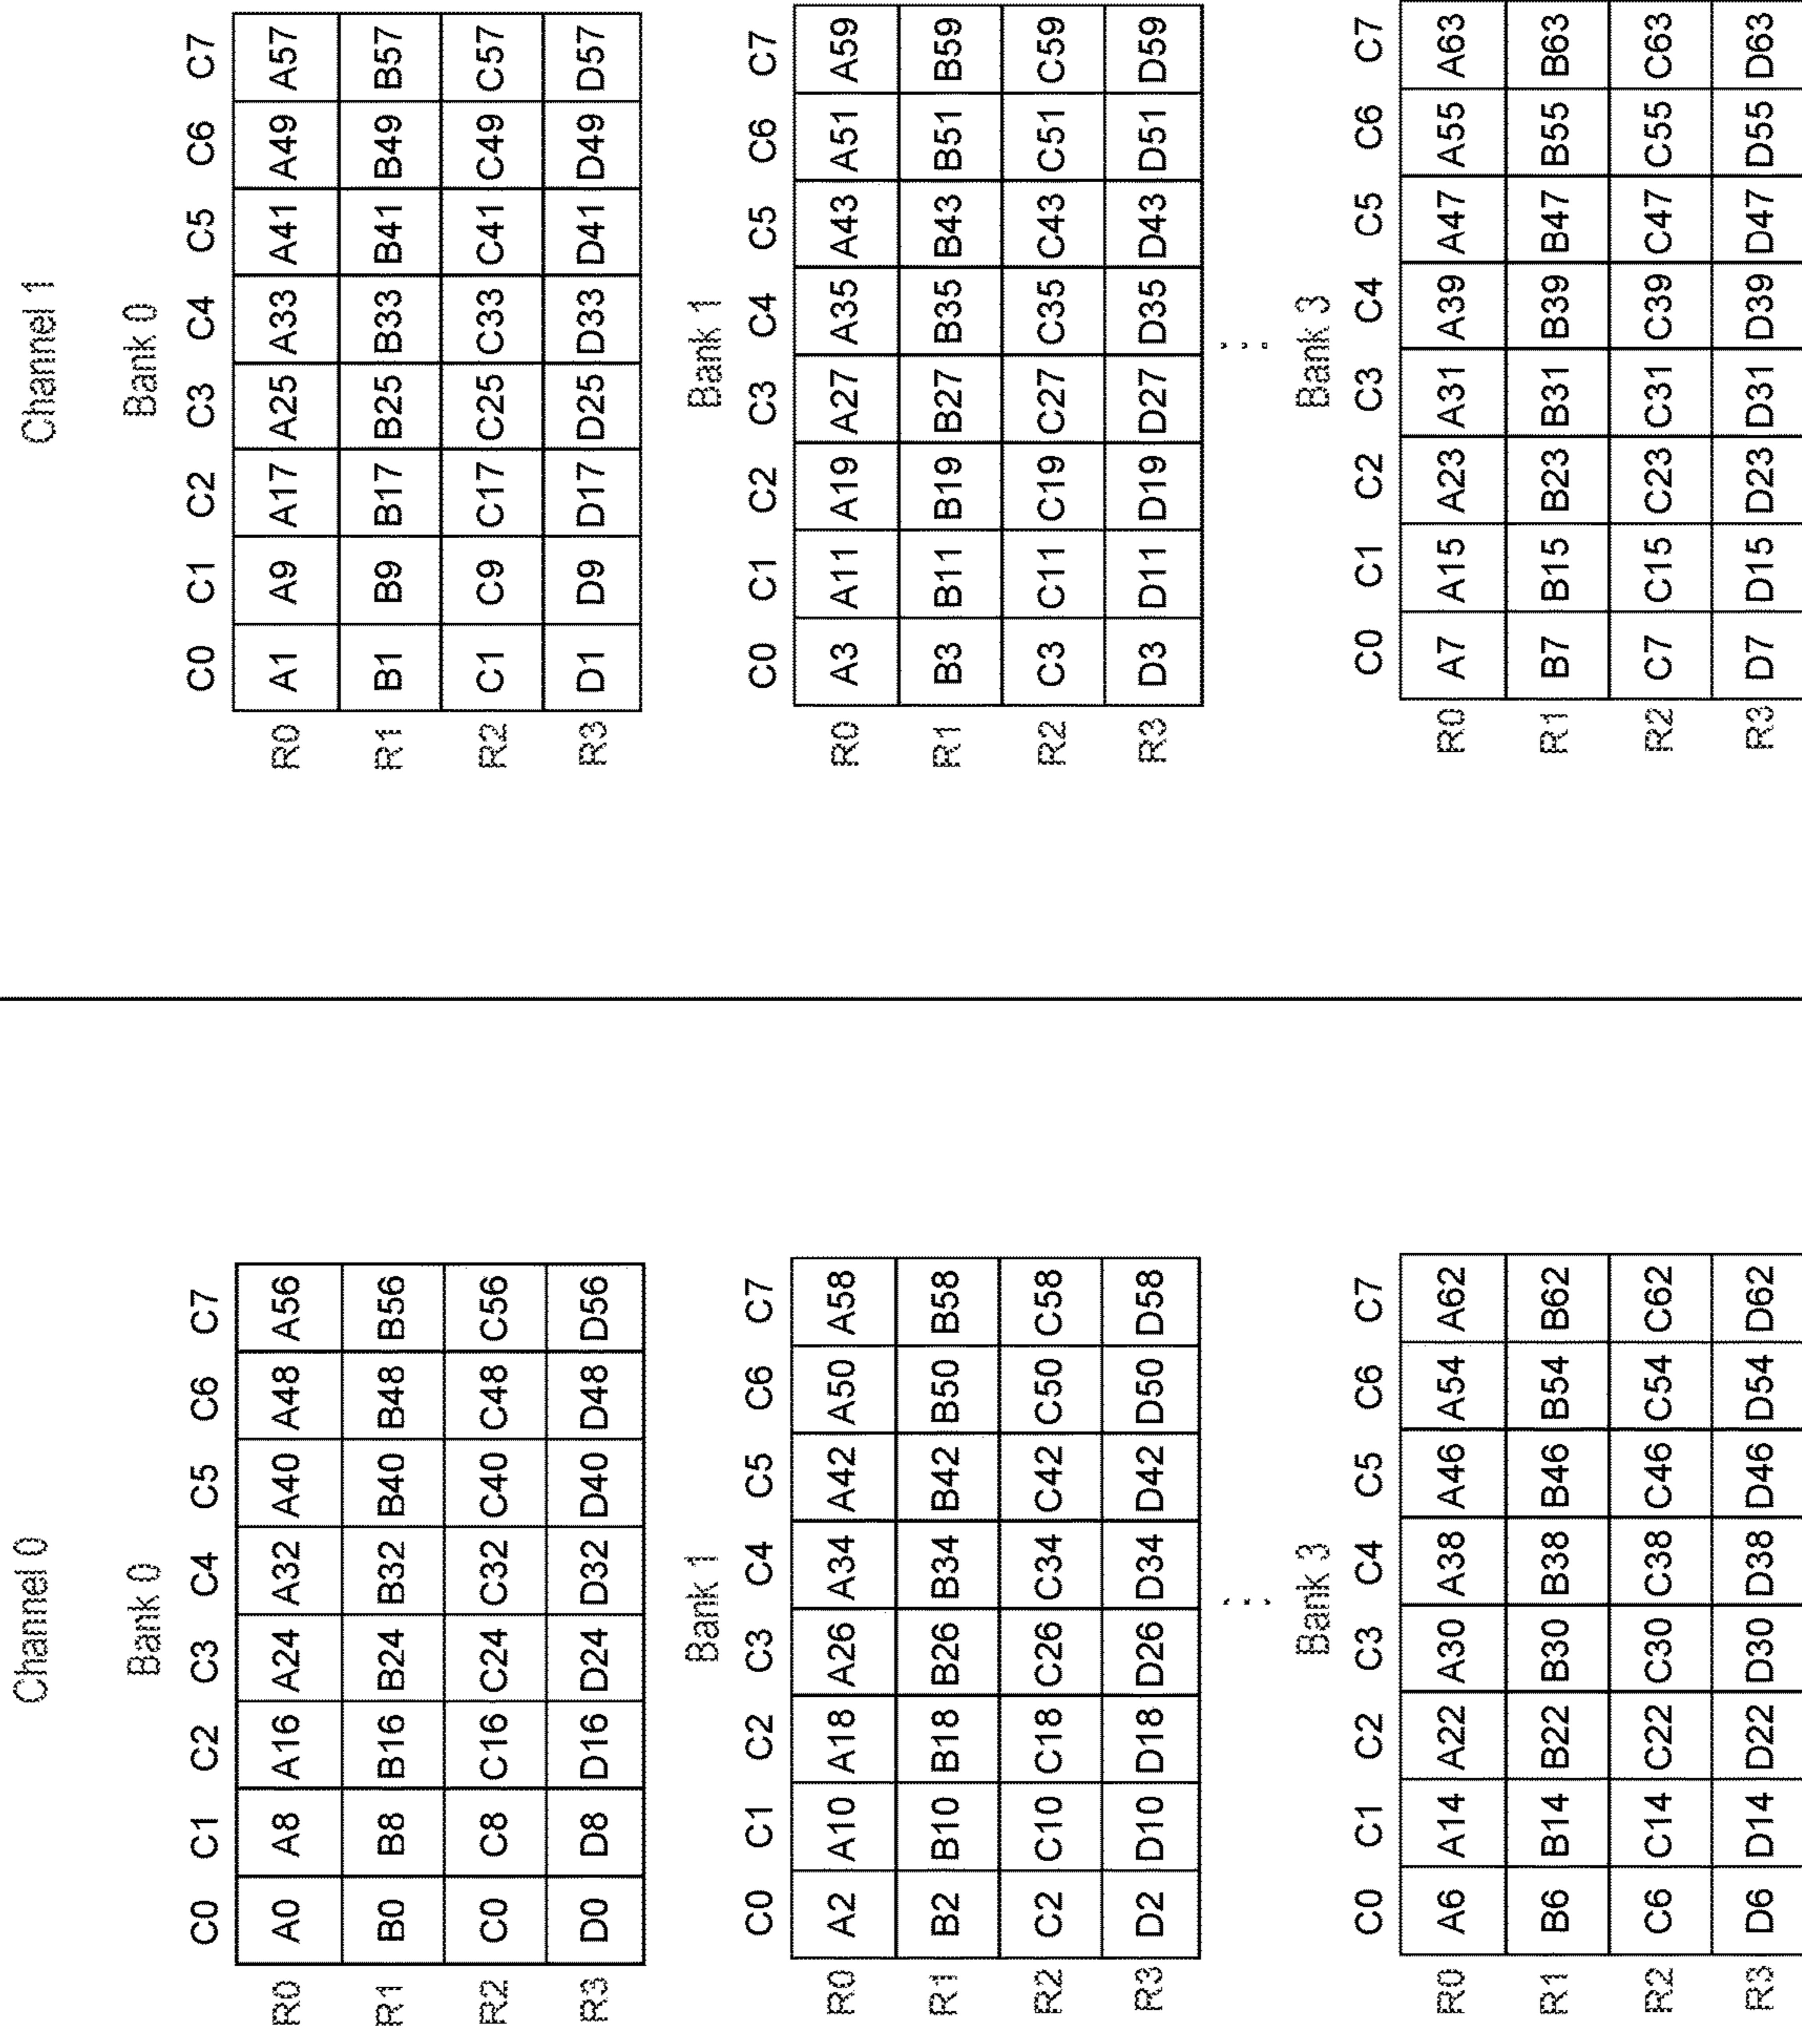 Channel 0
Bank 0
C0 C1 C2 C3 C4 C5 C6 C7
R0 A0 A8 A16 A24 A32 A40 A48 A56
R1 B0 B8 B16 B24 B32 B40 B48 B56
R2 C0 C8 C16 C24 C32 C40 C48 C56
R3 D0 D8 D16 D24 D32 D40 D48 D56
Bank 1
C0 C1 C2 C3 C4 C5 C6 C7
R0 A2 A10 A18 A26 A34 A42 A50 A58
R1 B2 B10 B18 B26 B34 B42 B50 B58
R2 C2 C10 C18 C26 C34 C42 C50 C58
R3 D2 D10 D18 D26 D34 D42 D50 D58
...
Bank 3
C0 C1 C2 C3 C4 C5 C6 C7
R0 A6 A14 A22 A30 A38 A46 A54 A62
R1 B6 B14 B22 B30 B38 B46 B54 B62
R2 C6 C14 C22 C30 C38 C46 C54 C62
R3 D6 D14 D22 D30 D38 D46 D54 D62
Channel 1
Bank 0
C0 C1 C2 C3 C4 C5 C6 C7
R0 A1 A9 A17 A25 A33 A41 A49 A57
R1 B1 B9 B17 B25 B33 B41 B49 B57
R2 C1 C9 C17 C25 C33 C41 C49 C57
R3 D1 D9 D17 D25 D33 D41 D49 D57
Bank 1
C0 C1 C2 C3 C4 C5 C6 C7
R0 A3 A11 A19 A27 A35 A43 A51 A59
R1 B3 B11 B19 B27 B35 B43 B51 B59
R2 C3 C11 C19 C27 C35 C43 C51 C59
R3 D3 D11 D19 D27 D35 D43 D51 D59
...
Bank 3
C0 C1 C2 C3 C4 C5 C6 C7
R0 A7 A15 A23 A31 A39 A47 A55 A63
R1 B7 B15 B23 B31 B39 B47 B55 B63
R2 C7 C15 C23 C31 C39 C47 C55 C63
R3 D7 D15 D23 D31 D39 D47 D55 D63